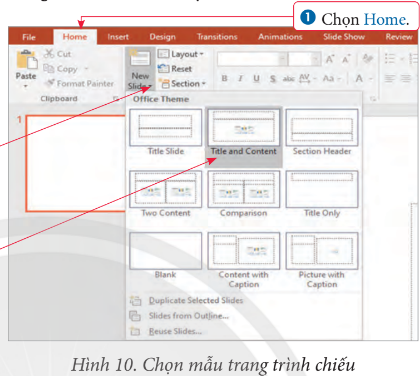 1 Chọn Home.
File Home Insert Design Transitions Animations Slide Show Review
Paste
Cut
Copy
Format Painter
Clipboard
New
Slide
Layout
Reset
Section
B I U S abc AV Aa A
Office Theme
1
Title Slide Title and Content Section Header
Two Content Comparison Title Only
Blank Content with Caption Picture with Caption
Duplicate Selected Slides
Slides from Outline...
Reuse Slides...
Hình 10. Chọn mẫu trang trình chiếu